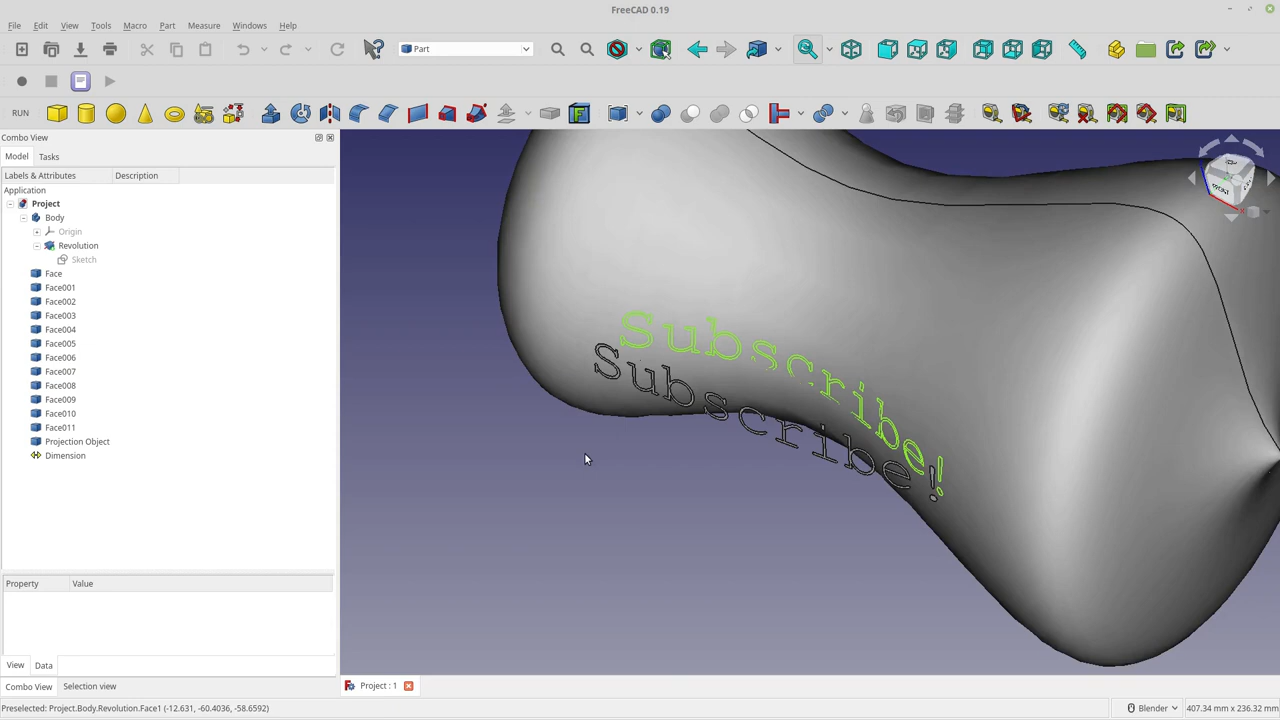 FreeCAD 0.19
File Edit View Tools Macro Part Measure Windows Help
Part
RUN
Combo View
Model Tasks
Labels & Attributes Description
Application
Project
Body
Origin
Revolution
Sketch
Face
Face001
Face002
Face003
Face004
Face005
Face006
Face007
Face008
Face009
Face010
Face011
Projection Object
Dimension
Property Value
View Data
Combo View Selection view
Subscribe!
Subscribe!
FRONT
Project : 1
Preselected: Project.Body.Revolution.Face1 (-12.631, -60.4036, -58.6592)
Blender 407.34 mm x 236.32 mm